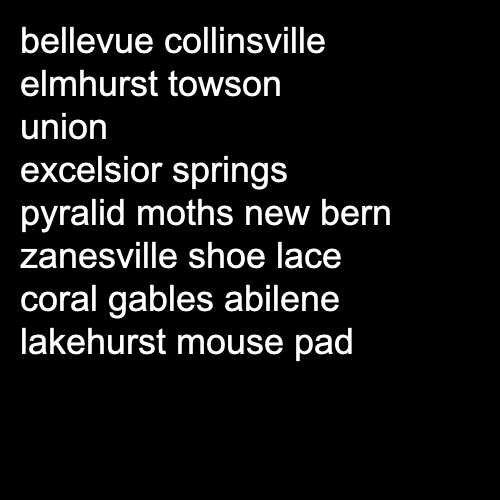 bellevue collinsville
elmhurst towson
union
excelsior springs
pyralid moths new bern
zanesville shoe lace
coral gables abilene
lakehurst mouse pad